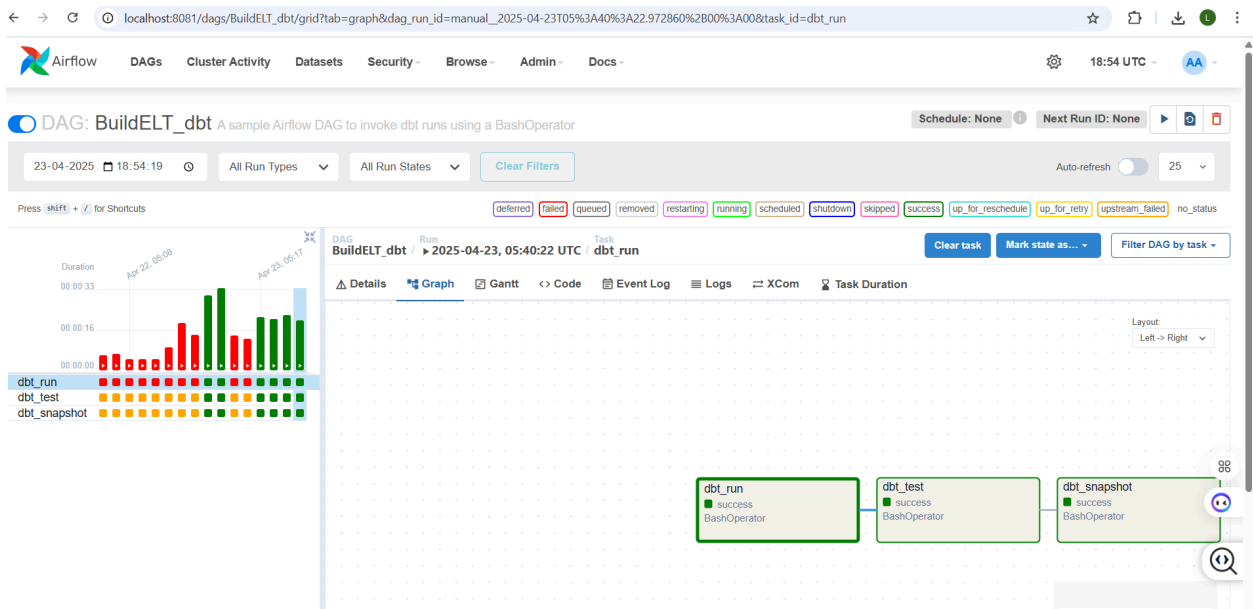 localhost:8081/dags/BuildELT_dbt/grid?tab=graph&dag_run_id=manual__2025-04-23T05%3A40%3A22.972860%2B00%3A00&task_id=dbt_run
L
Airflow DAGs Cluster Activity Datasets Security Browse Admin Docs 18:54 UTC AA
DAG: BuildELT_dbt A sample Airflow DAG to invoke dbt runs using a BashOperator
Schedule: None Next Run ID: None
23-04-2025 18:54:19 All Run Types All Run States Clear Filters Auto-refresh 25
Press shift + / for Shortcuts
deferred failed queued removed restarting running scheduled shutdown skipped success up_for_reschedule up_for_retry upstream_failed no_status
Duration
Apr 22, 05:08
Apr 23, 05:17
00:00:33
00:00:16
00:00:00
dbt_run
dbt_test
dbt_snapshot
DAG Run Task
BuildELT_dbt / 2025-04-23, 05:40:22 UTC / dbt_run
Clear task Mark state as... Filter DAG by task
Details Graph Gantt Code Event Log Logs XCom Task Duration
Layout:
Left -> Right
dbt_run
success
BashOperator
dbt_test
success
BashOperator
dbt_snapshot
success
BashOperator